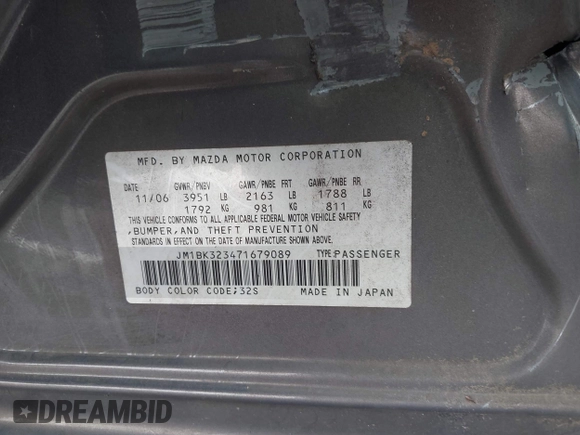 MFD. BY MAZDA MOTOR CORPORATION
DATE GVWR/PNBV GAWR/PNBE FRT GAWR/PNBE RR
11/06 3951 LB 2163 LB 1788 LB
1792 KG 981 KG 811 KG
THIS VEHICLE CONFORMS TO ALL APPLICABLE FEDERAL MOTOR VEHICLE SAFETY
,BUMPER,AND THEFT PREVENTION
STANDARDS IN EFFECT ON THE DATE OF MANUFACTURE SHOWN ABOVE.
JM1BK323471679089 TYPE:PASSENGER
BODY COLOR CODE;32S MADE IN JAPAN
DREAMBID